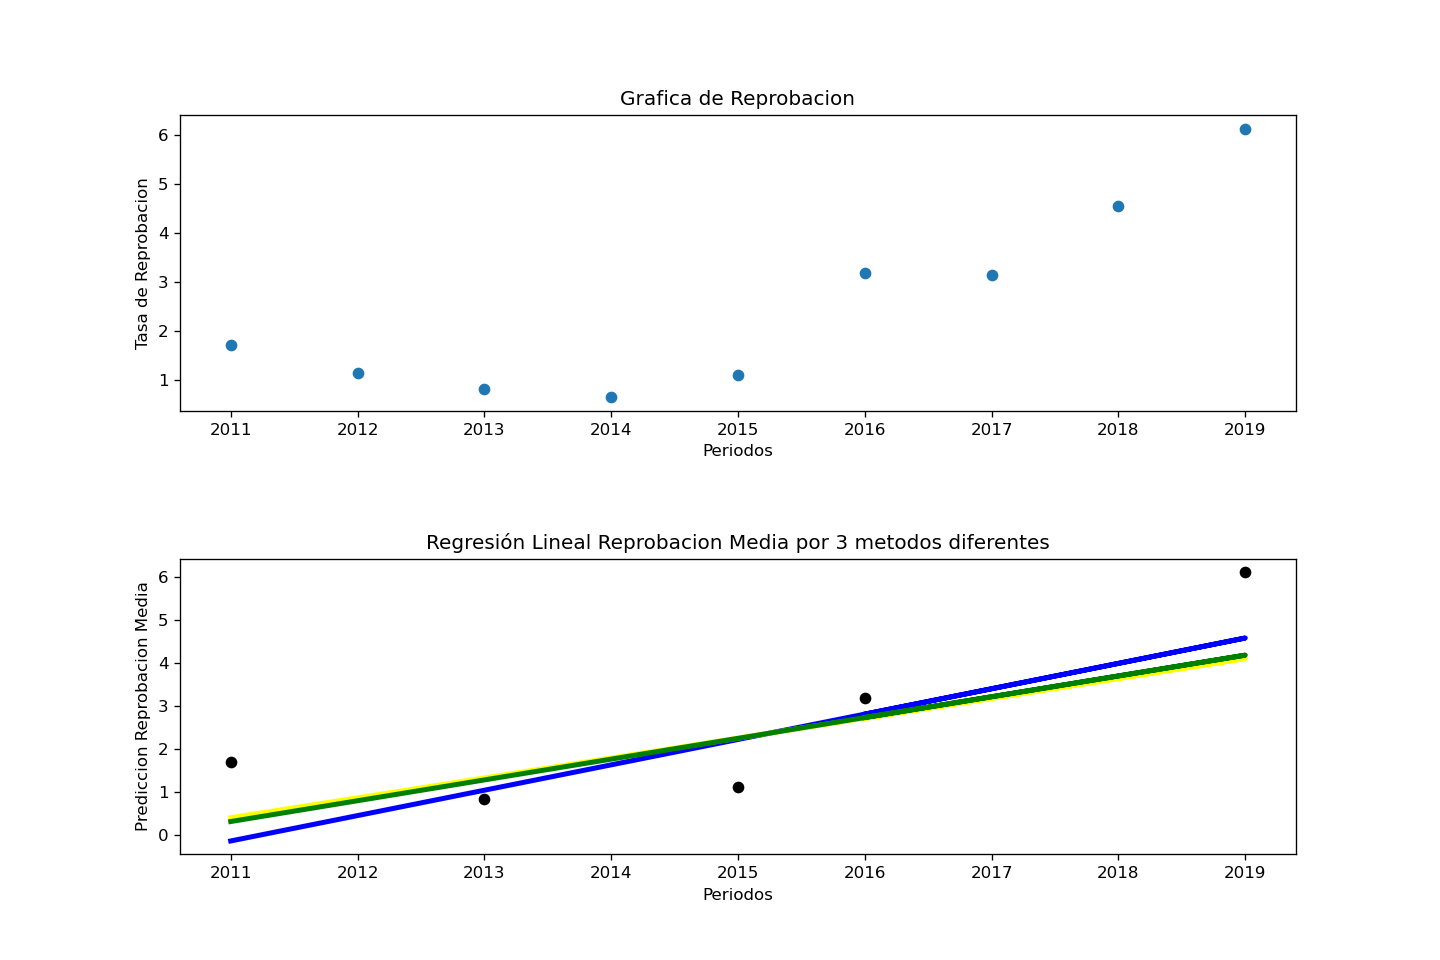 Grafica de Reprobacion
Tasa de Reprobacion
6
5
4
3
2
1
2011 2012 2013 2014 2015 2016 2017 2018 2019
Periodos
Regresión Lineal Reprobacion Media por 3 metodos diferentes
Prediccion Reprobacion Media
6
5
4
3
2
1
0
2011 2012 2013 2014 2015 2016 2017 2018 2019
Periodos